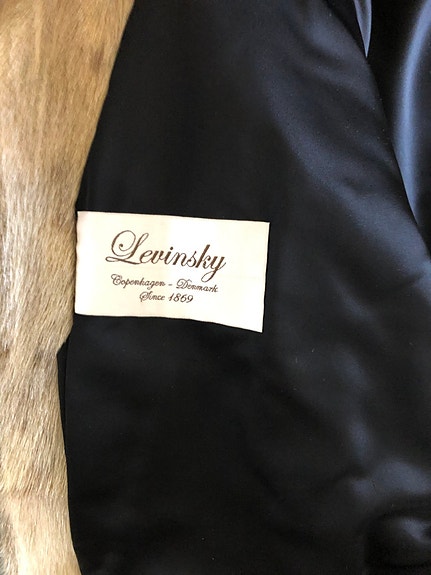 Levinsky
Copenhagen - Denmark
Since 1869